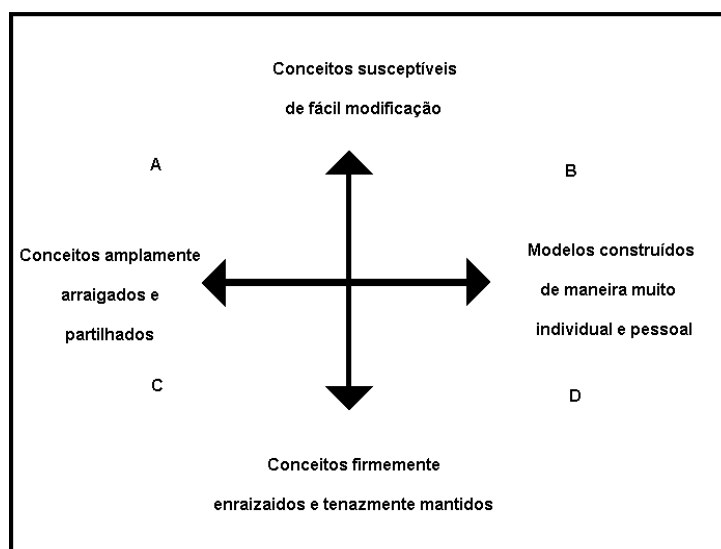 Conceitos susceptíveis
de fácil modificação
A
B
Conceitos amplamente
arraigados e
partilhados
Modelos construídos
de maneira muito
individual e pessoal
C
D
Conceitos firmemente
enraizaidos e tenazmente mantidos